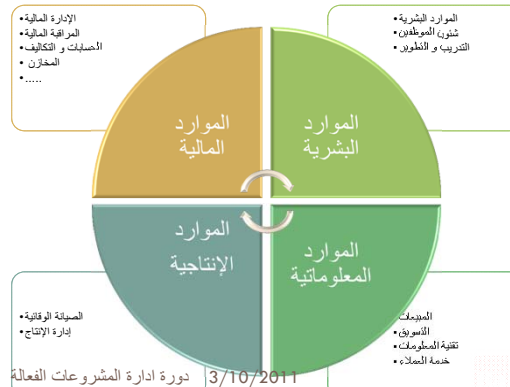 الموارد البشرية
شئون الموظفين
التدريب و التطوير
الإدارة المالية
المراقبة المالية
الحسابات و التكاليف
المخازن
.....
الموارد
البشرية
الموارد
المالية
الموارد
المعلوماتية
الموارد
الإنتاجية
المبيعات
التسويق
تقنية المعلومات
خدمة العملاء
الصيانة الوقائية
إدارة الإنتاج
دورة ادارة المشروعات الفعالة 3/10/2011